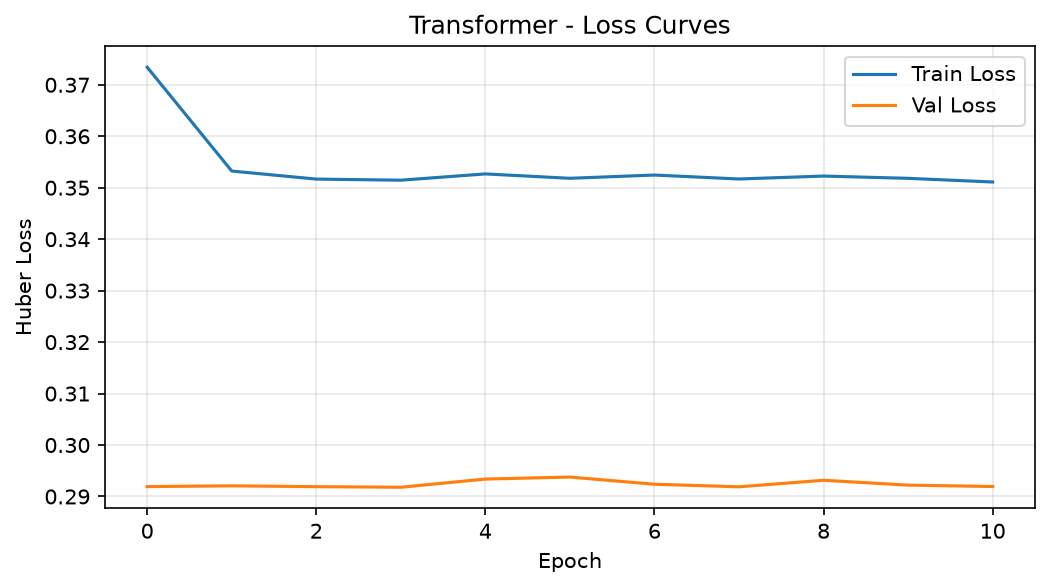 Transformer - Loss Curves
Train Loss
Val Loss
Huber Loss
0.37
0.36
0.35
0.34
0.33
0.32
0.31
0.30
0.29
0 2 4 6 8 10
Epoch